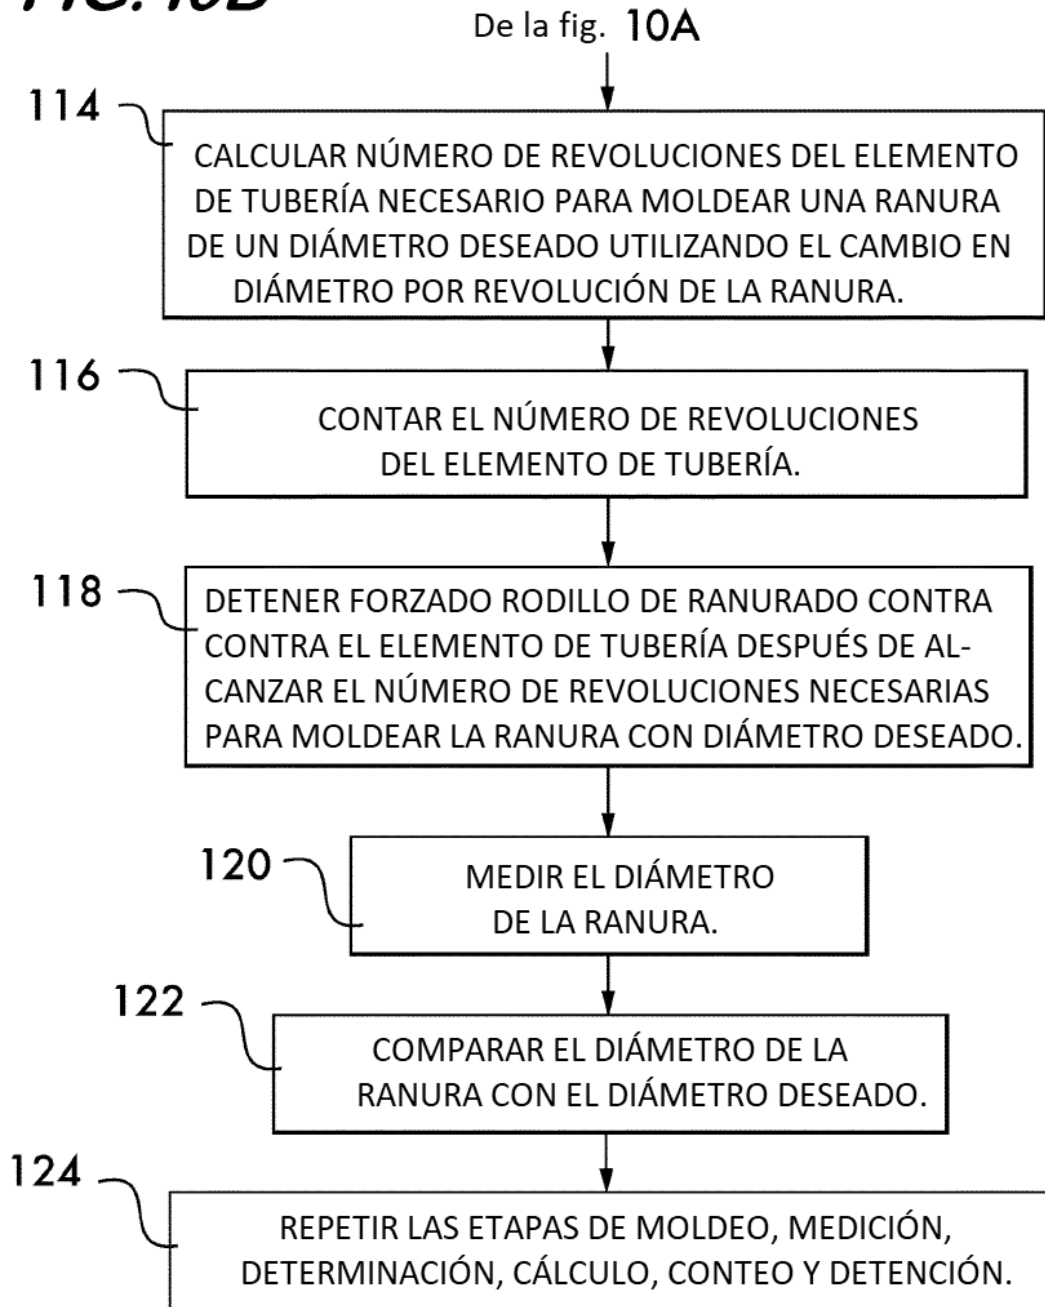 FIG. 10B
De la fig. 10A
114
CALCULAR NÚMERO DE REVOLUCIONES DEL ELEMENTO
DE TUBERÍA NECESARIO PARA MOLDEAR UNA RANURA
DE UN DIÁMETRO DESEADO UTILIZANDO EL CAMBIO EN
DIÁMETRO POR REVOLUCIÓN DE LA RANURA.
116
CONTAR EL NÚMERO DE REVOLUCIONES
DEL ELEMENTO DE TUBERÍA.
118
DETENER FORZADO RODILLO DE RANURADO CONTRA
CONTRA EL ELEMENTO DE TUBERÍA DESPUÉS DE AL-
CANZAR EL NÚMERO DE REVOLUCIONES NECESARIAS
PARA MOLDEAR LA RANURA CON DIÁMETRO DESEADO.
120
MEDIR EL DIÁMETRO
DE LA RANURA.
122
COMPARAR EL DIÁMETRO DE LA
RANURA CON EL DIÁMETRO DESEADO.
124
REPETIR LAS ETAPAS DE MOLDEO, MEDICIÓN,
DETERMINACIÓN, CÁLCULO, CONTEO Y DETENCIÓN.